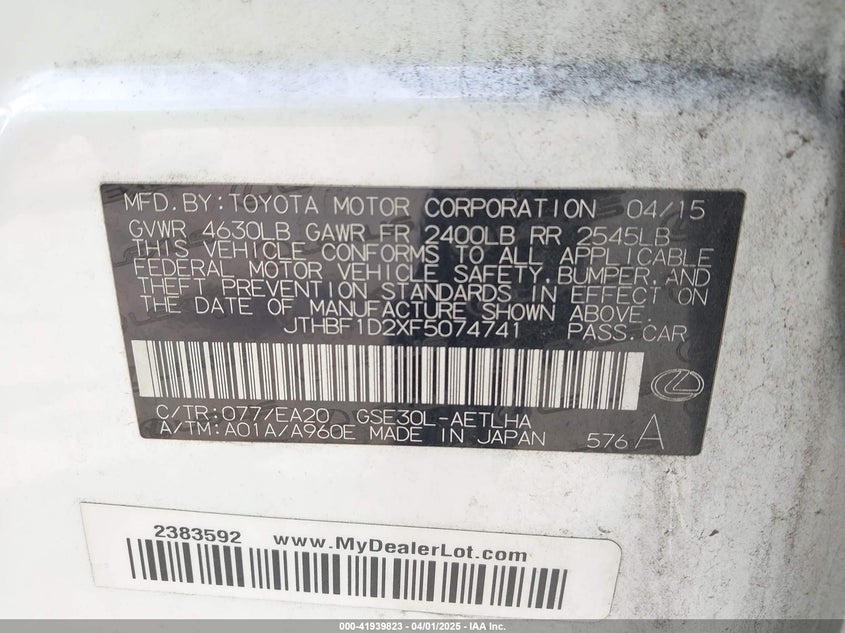 MFD.BY:TOYOTA MOTOR CORPORATION 04/15
GVWR 4630LB GAWR FR 2400LB RR 2545LB
THIS VEHICLE CONFORMS TO ALL APPLICABLE
FEDERAL MOTOR VEHICLE SAFETY,BUMPER,AND
THEFT PREVENTION STANDARDS IN EFFECT ON
THE DATE OF MANUFACTURE SHOWN ABOVE.
JTHBF1D2XF5074741 PASS.CAR
C/TR:077/EA20 GSE30L-AETLHA
A/TM:A01A/A960E MADE IN JAPAN 576 A
2383592 www.MyDealerLot.com
000-41939823 - 04/01/2025 - IAA Inc.